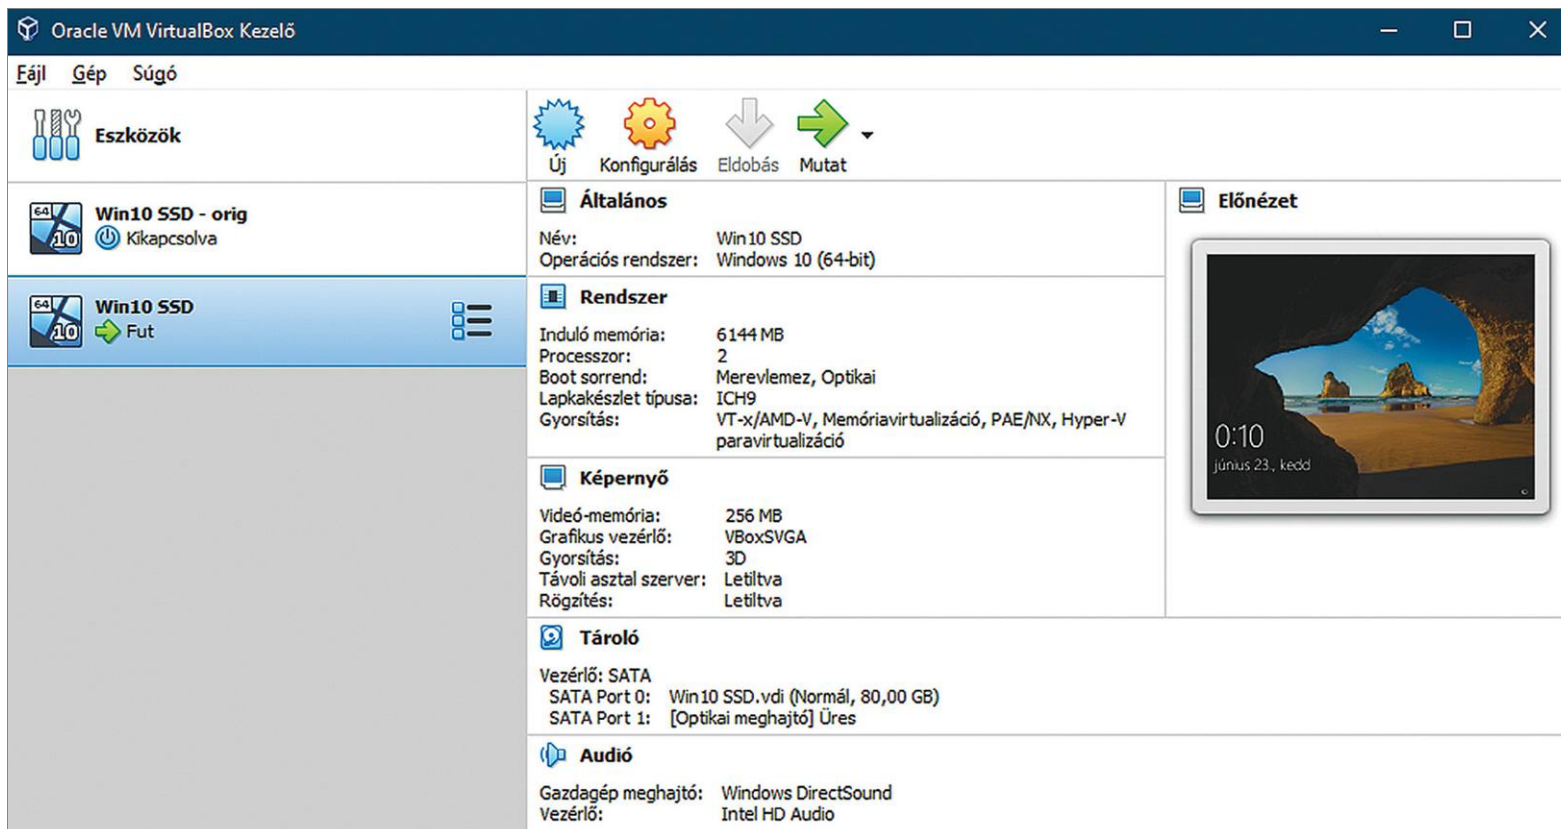 Oracle VM VirtualBox Kezelő
Fájl Gép Súgó
Eszközök
64
10
Win10 SSD - orig
Kikapcsolva
64
10
Win10 SSD
Fut
Új Konfigurálás Eldobás Mutat
Általános
Név: Win10 SSD
Operációs rendszer: Windows 10 (64-bit)
Rendszer
Induló memória: 6144 MB
Processzor: 2
Boot sorrend: Merevlemez, Optikai
Lapkakészlet típusa: ICH9
Gyorsítás: VT-x/AMD-V, Memóriavirtualizáció, PAE/NX, Hyper-V
paravirtualizáció
Képernyő
Videó-memória: 256 MB
Grafikus vezérlő: VBoxSVGA
Gyorsítás: 3D
Távoli asztal szerver: Letiltva
Rögzítés: Letiltva
Előnézet
0:10
június 23., kedd
Tároló
Vezérlő: SATA
SATA Port 0: Win10 SSD.vdi (Normál, 80,00 GB)
SATA Port 1: [Optikai meghajtó] Üres
Audió
Gazdagép meghajtó: Windows DirectSound
Vezérlő: Intel HD Audio